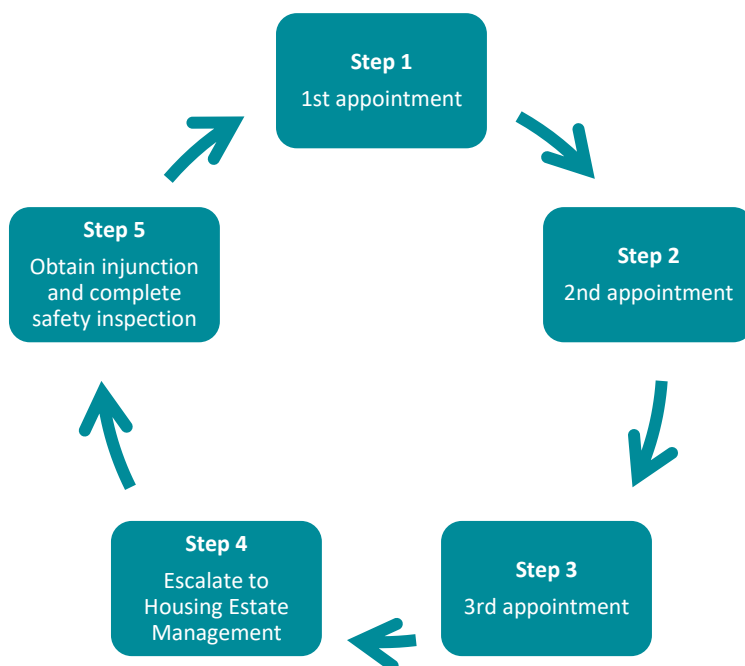 Step 1
1st appointment
Step 2
2nd appointment
Step 3
3rd appointment
Step 4
Escalate to
Housing Estate
Management
Step 5
Obtain injunction
and complete
safety inspection